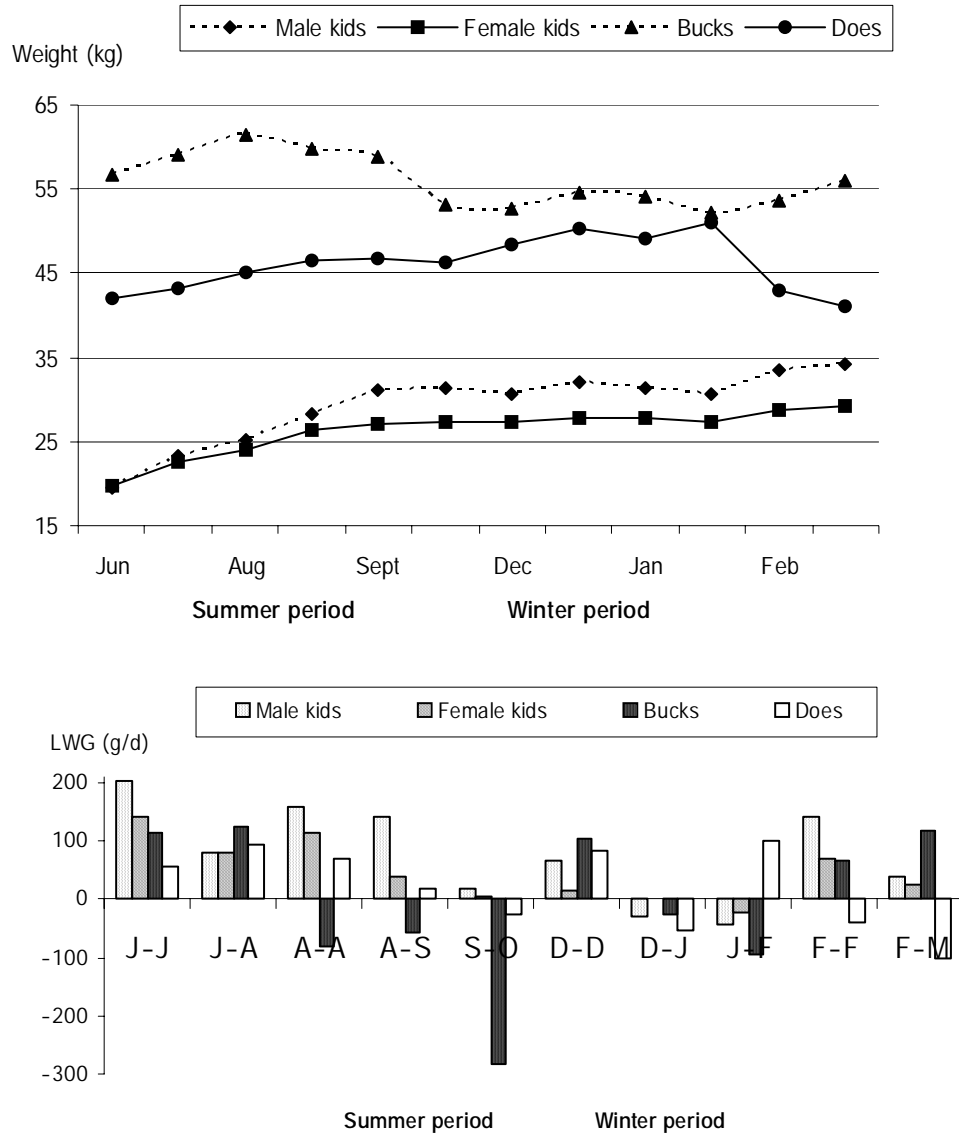 Male kids Female kids Bucks Does
Weight (kg)
65
55
45
35
25
15
Jun Aug Sept Dec Jan Feb
Summer period Winter period
Male kids Female kids Bucks Does
LWG (g/d)
200
100
0
-100
-200
-300
J-J J-A A-A A-S S-O D-D D-J J-F F-F F-M
Summer period Winter period